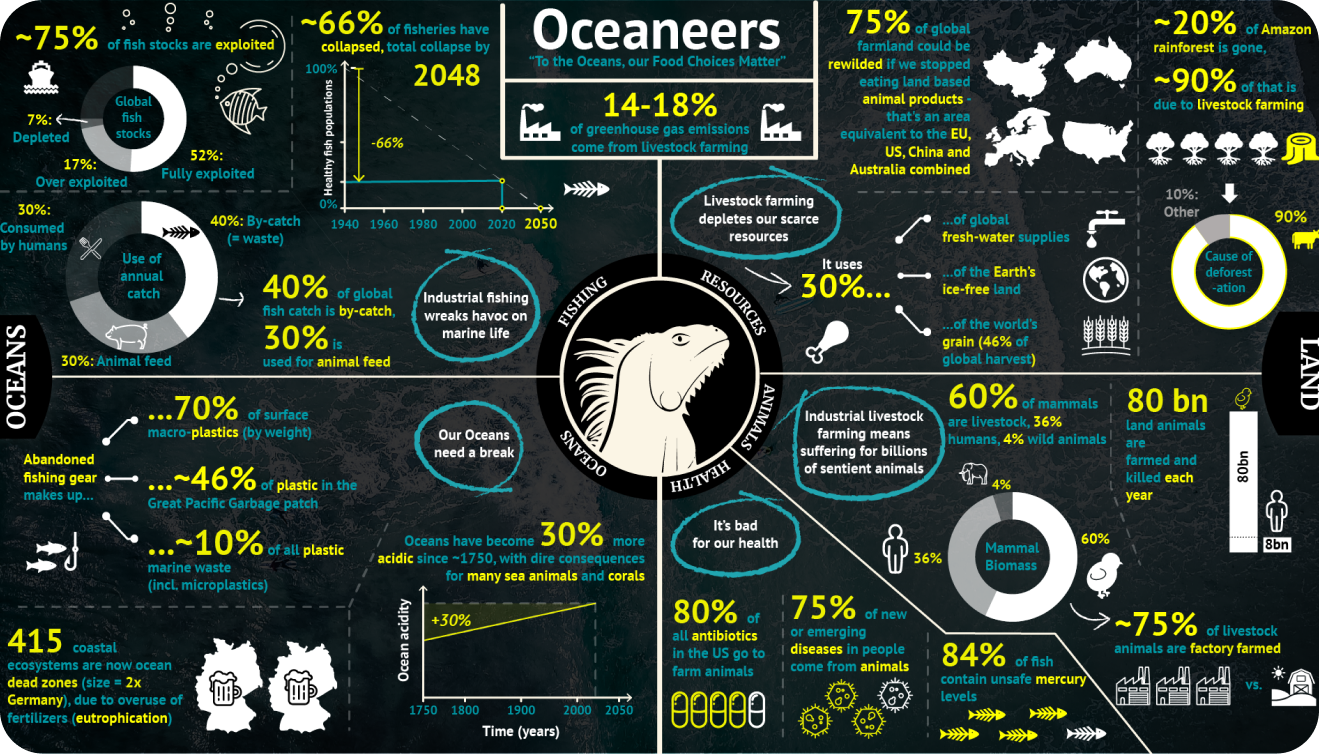 ~75% of fish stocks are exploited
Global
fish
stocks
7%:
Depleted
17%:
Over exploited
52%:
Fully exploited
~66% of fisheries have
collapsed, total collapse by
2048
100%
Healthy fish populations
-66%
0%
1940 1960 1980 2000 2020 2050
Oceaneers
“To the Oceans, our Food Choices Matter”
14-18%
of greenhouse gas emissions
come from livestock farming
75% of global
farmland could be
rewilded if we stopped
eating land based
animal products -
that's an area
equivalent to the EU,
US, China and
Australia combined
~20% of Amazon
rainforest is gone,
~90% of that is
due to livestock farming
10%:
Other
90%
Cause of
deforest
-ation
30%:
Consumed
by humans
Use of
annual
catch
40%: By-catch
(= waste)
30%: Animal feed
40% of global
fish catch is by-catch,
30% is
used for animal feed
Industrial fishing
wreaks havoc on
marine life
Livestock farming
depletes our scarce
resources
It uses
30%...
...of global
fresh-water supplies
...of the Earth's
ice-free land
...of the world's
grain (46% of
global harvest)
FISHING
RESOURCES
ANIMALS
HEALTH
OCEANS
OCEANS
LAND
...70% of surface
macro-plastics (by weight)
Abandoned
fishing gear
makes up...
...~46% of plastic in the
Great Pacific Garbage patch
...~10% of all plastic
marine waste
(incl. microplastics)
Our Oceans
need a break
Oceans have become 30% more
acidic since ~1750, with dire consequences
for many sea animals and corals
Ocean acidity
+30%
1750 1800 1900 2000 2050
Time (years)
415 coastal
ecosystems are now ocean
dead zones (size = 2x
Germany), due to overuse of
fertilizers (eutrophication)
Industrial livestock
farming means
suffering for billions
of sentient animals
60% of mammals
are livestock, 36%
humans, 4% wild animals
4%
36%
60%
Mammal
Biomass
80 bn
land animals
are
farmed and
killed each
year
80bn
8bn
~75% of livestock
animals are factory farmed
vs.
It's bad
for our health
80% of
all antibiotics
in the US go to
farm animals
75% of new
or emerging
diseases in people
come from animals
84% of fish
contain unsafe mercury
levels